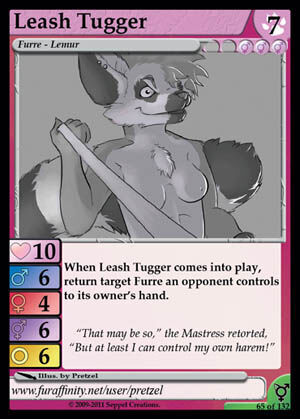 Leash Tugger 7
Furre - Lemur
10
6
4
6
6
When Leash Tugger comes into play,
return target Furre an opponent controls
to its owner's hand.
"That may be so," the Mastress retorted,
"But at least I can control my own harem!"
Illus. by Pretzel
www.furaffinity.net/user/pretzel
© 2009-2011 Seppel Creations.
65 of 132